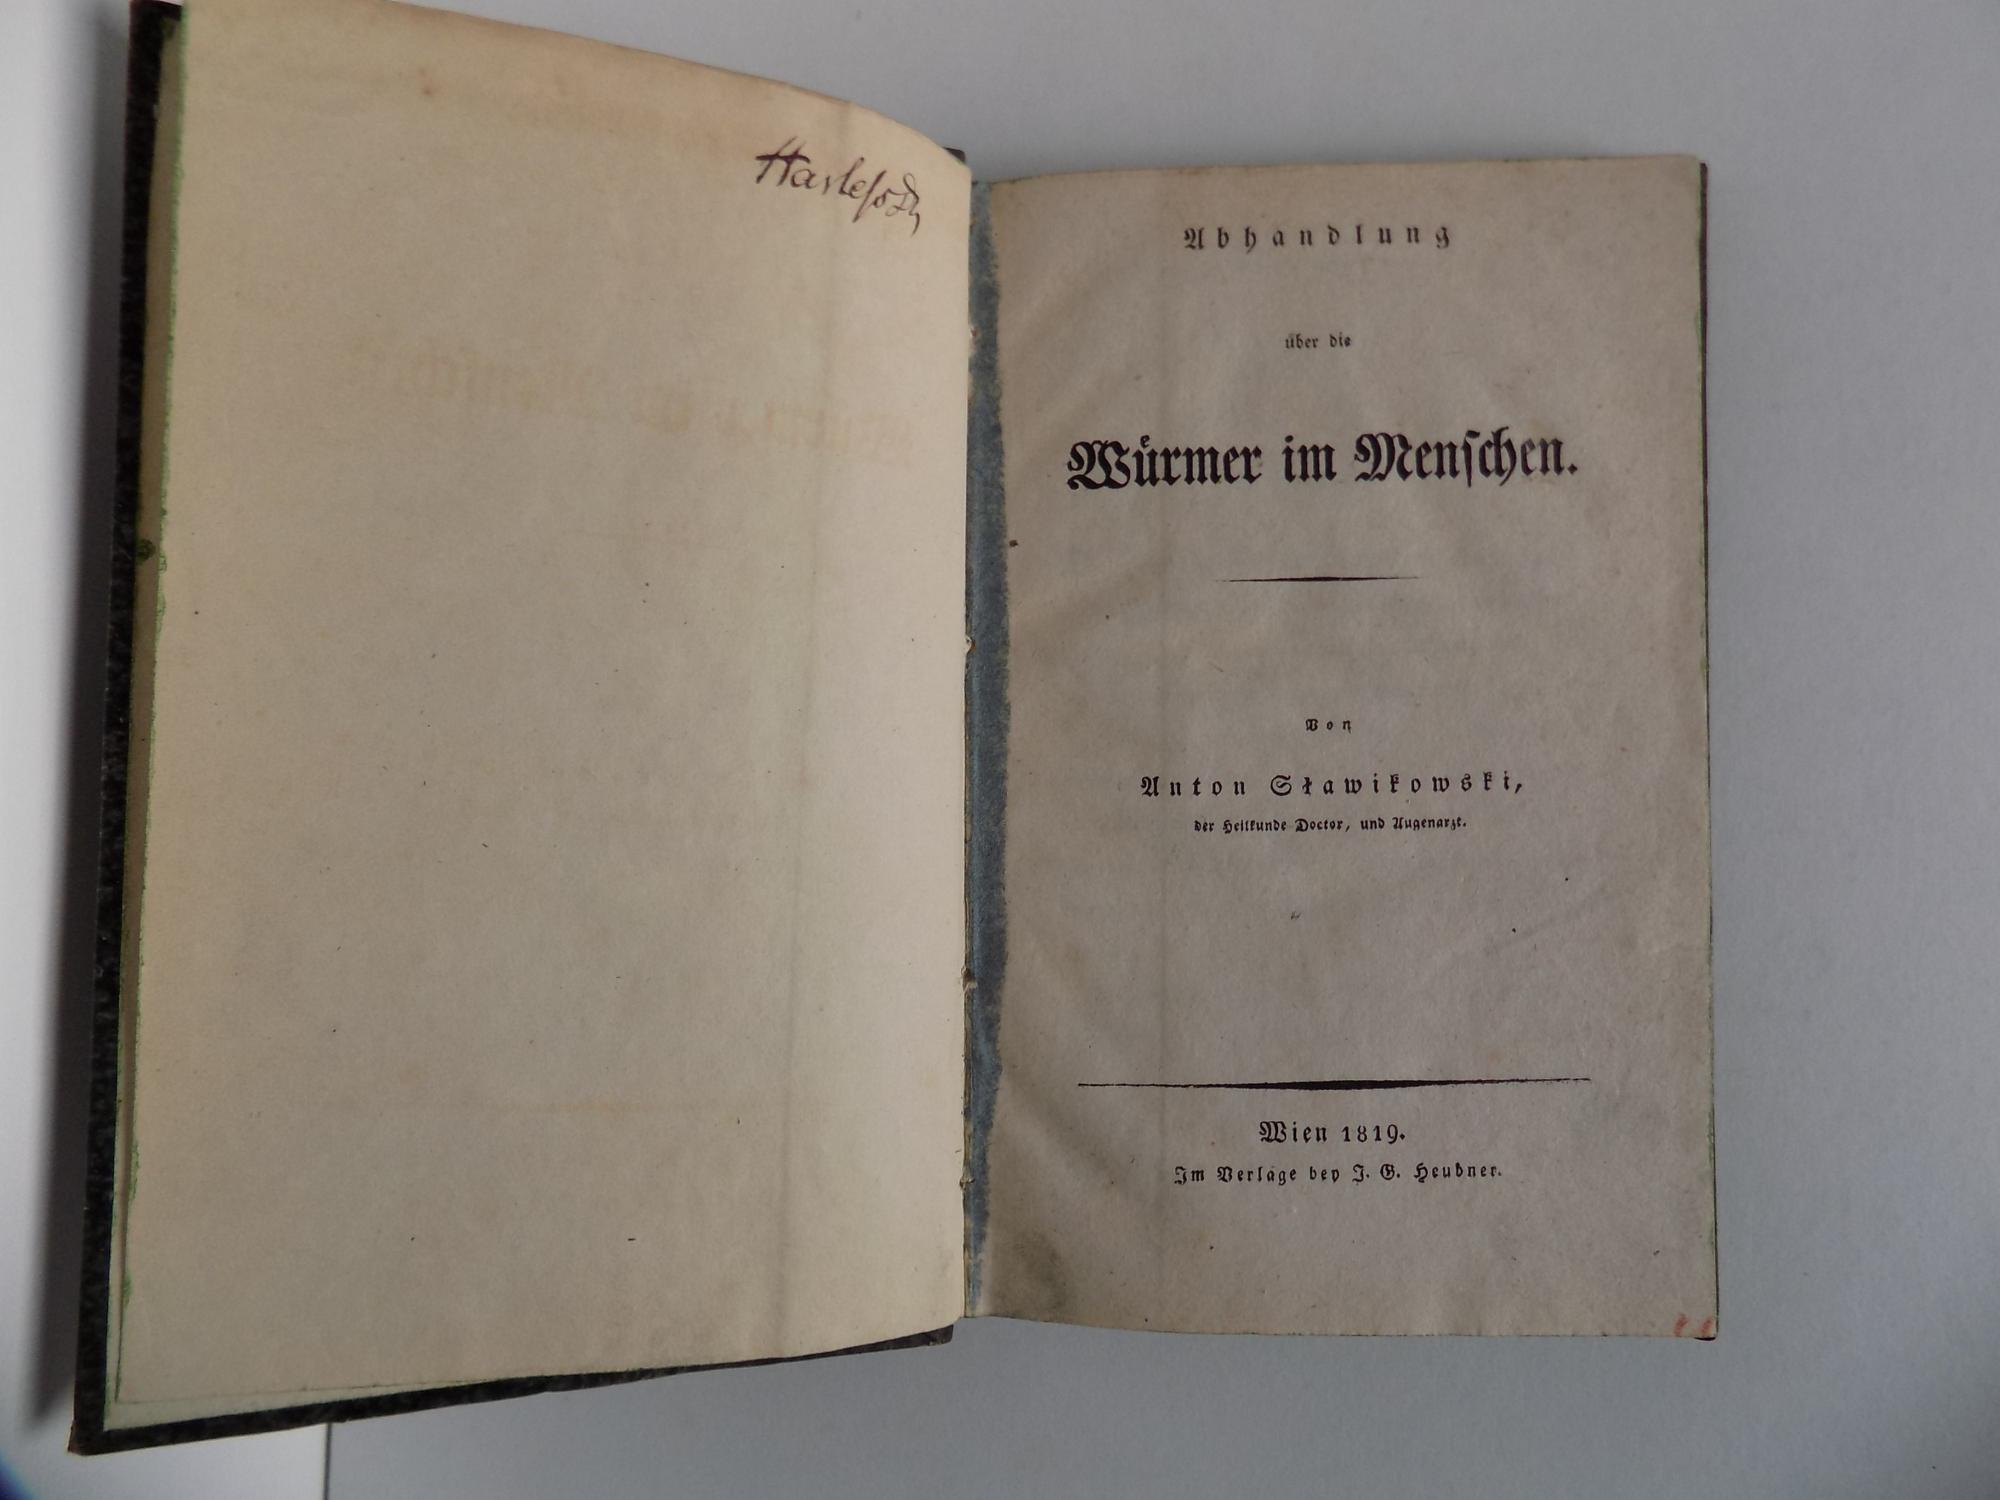 Abhandlung
über die
Würmer im Menschen.
Von
Anton Sławikowski,
der Heilkunde Doctor, und Augenarzt.
Wien 1819.
Im Verlage bey J. G. Heubner.